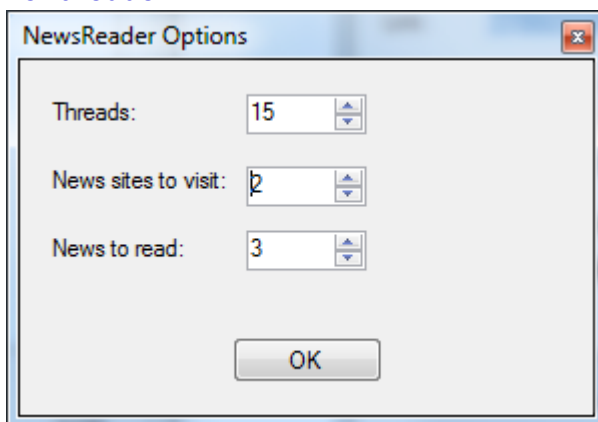 NewsReader Options
Threads: 15
News sites to visit: 2
News to read: 3
OK